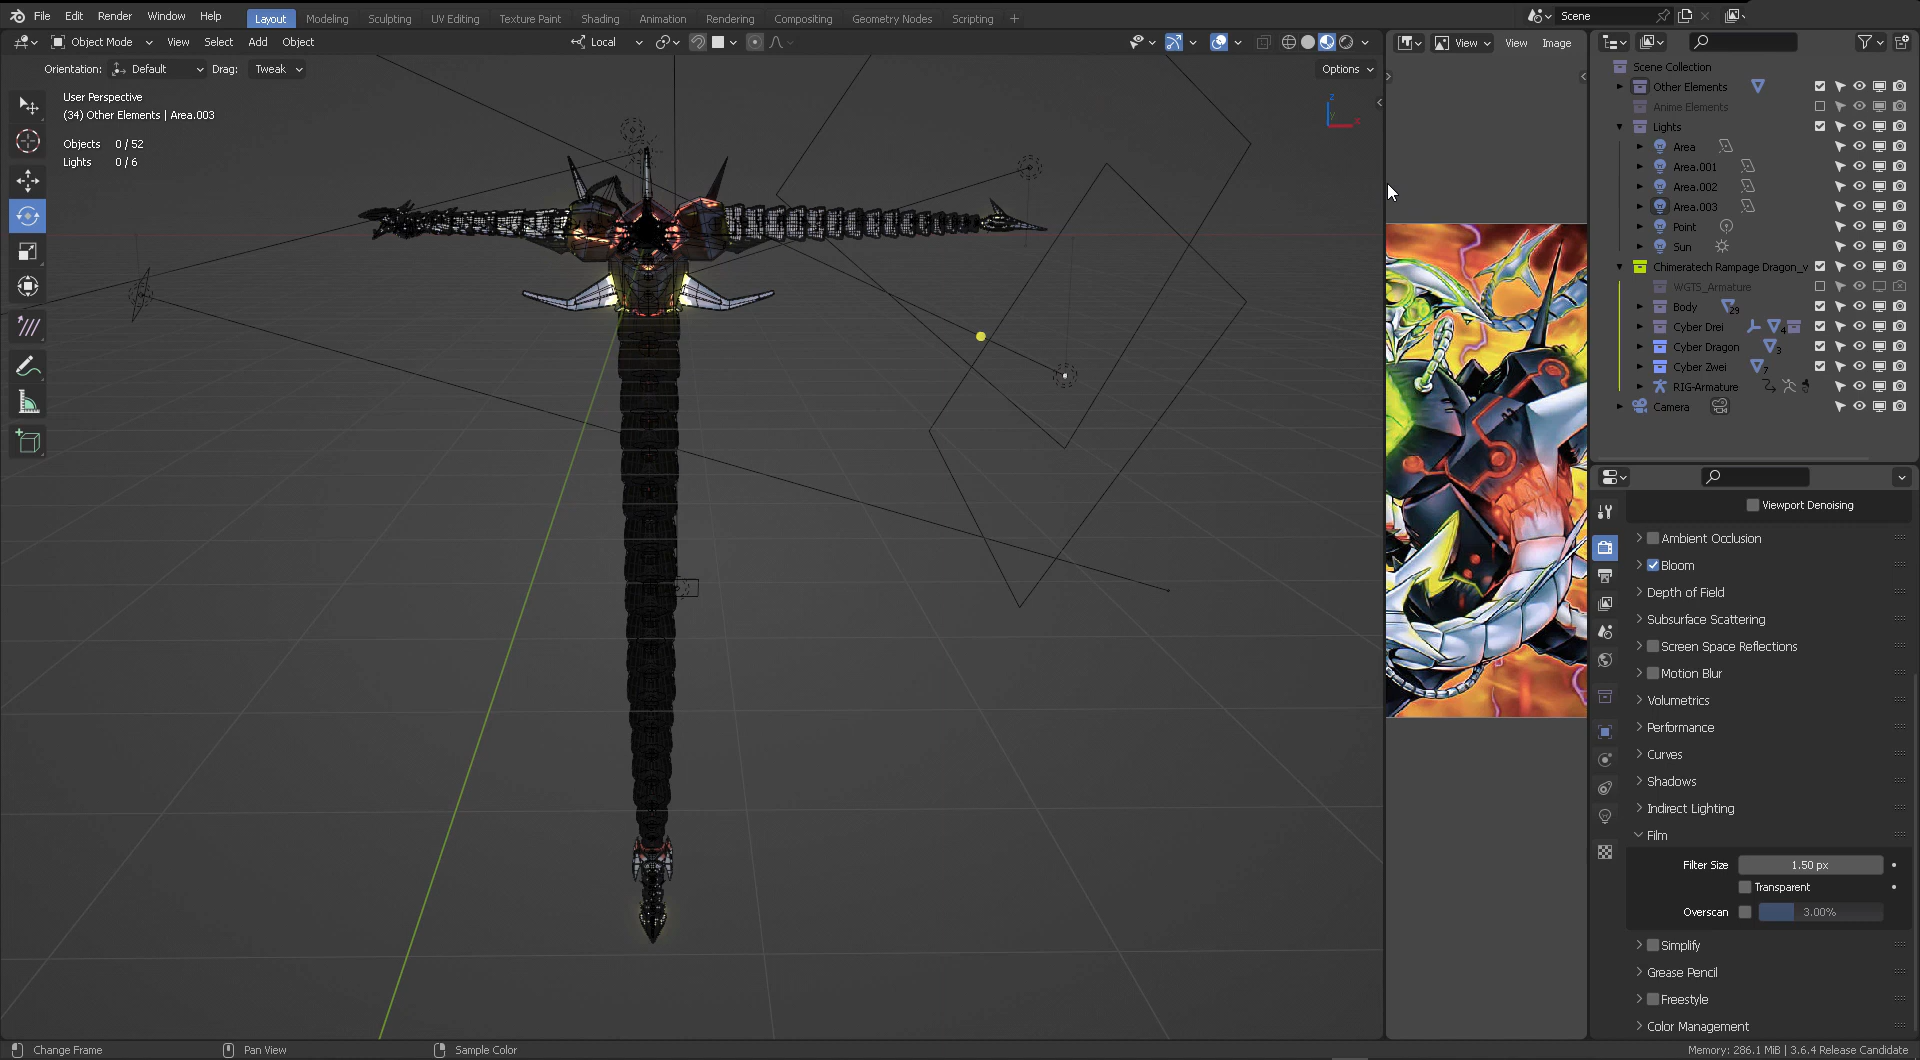 File Edit Render Window Help Layout Modeling Sculpting UV Editing Texture Paint Shading Animation Rendering Compositing Geometry Nodes Scripting + Scene
Object Mode View Select Add Object Local View View Image
Orientation: Default Drag: Tweak Options
User Perspective
(34) Other Elements | Area.003
Objects 0 / 52
Lights 0 / 6
Z
Y
X
Scene Collection
Other Elements
Anime Elements
Lights
Area
Area.001
Area.002
Area.003
Point
Sun
Chimeratech Rampage Dragon_v
WGTS_Armature
Body 29
Cyber Drei 4
Cyber Dragon 3
Cyber Zwei 7
RIG-Armature
Camera
Viewport Denoising
Ambient Occlusion
Bloom
Depth of Field
Subsurface Scattering
Screen Space Reflections
Motion Blur
Volumetrics
Performance
Curves
Shadows
Indirect Lighting
Film
Filter Size 1.50 px
Transparent
Overscan 3.00%
Simplify
Grease Pencil
Freestyle
Color Management
Change Frame Pan View Sample Color Memory: 286.1 MiB | 3.6.4 Release Candidate